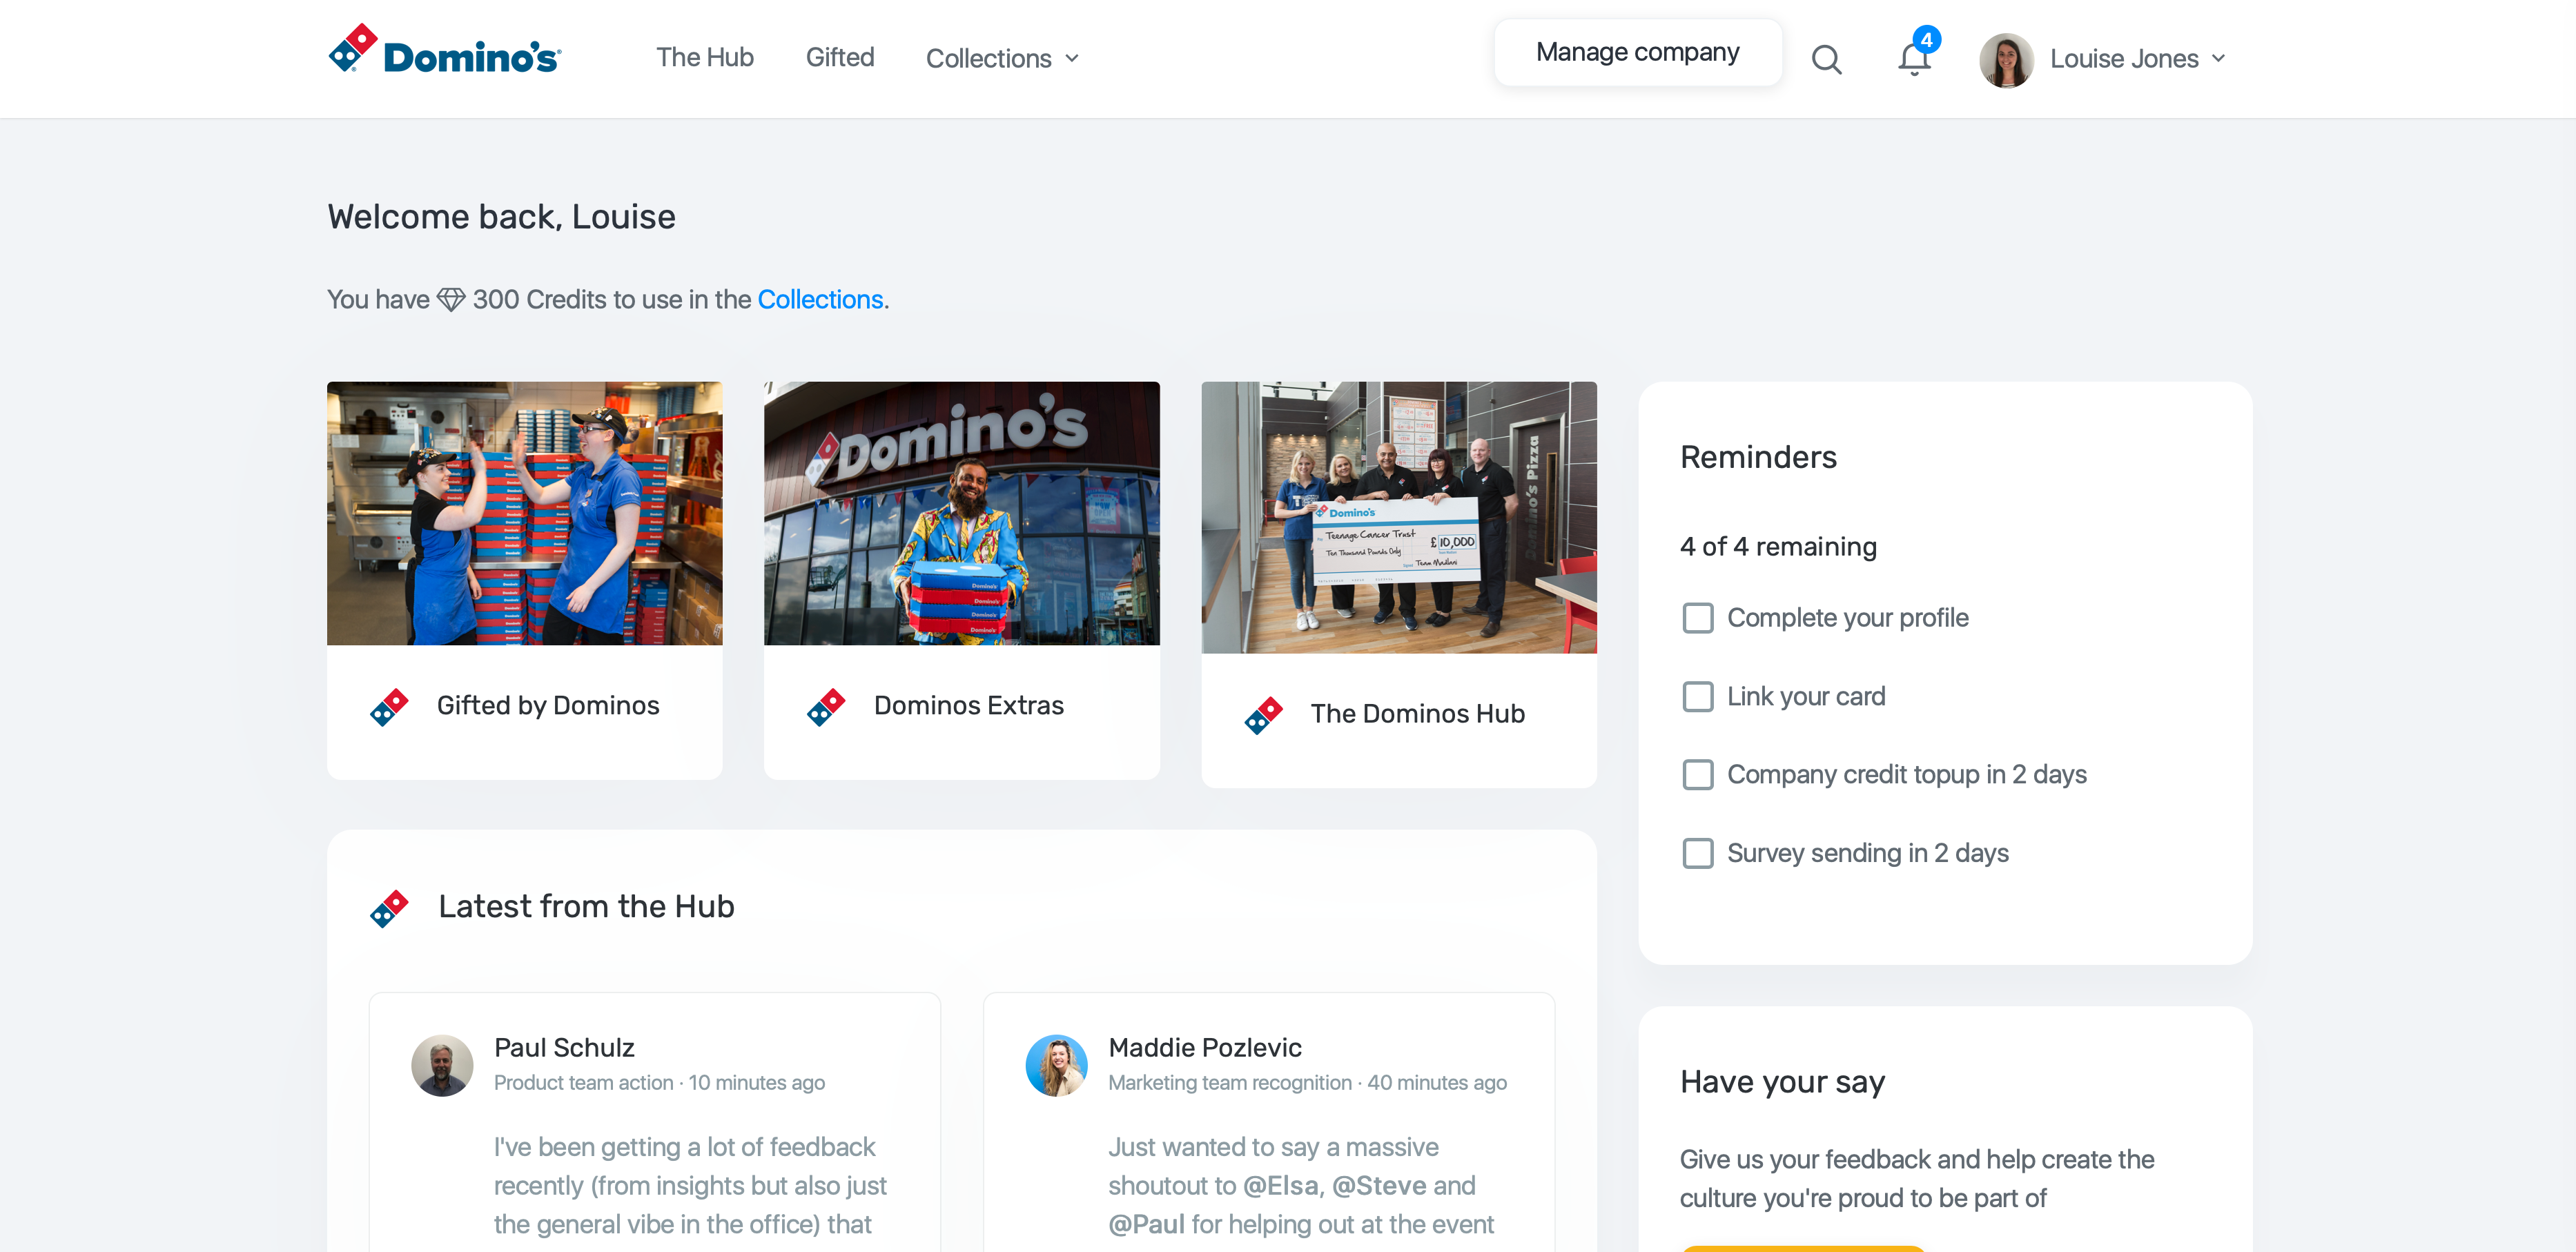 Domino's
The Hub
Gifted
Collections
Manage company
4
Louise Jones
Welcome back, Louise
You have 300 Credits to use in the Collections.
Domino's
Domino's
Domino's
Domino's
Domino's
Teenage Cancer Trust
£10,000
Ten Thousand Pounds Only
Team Madlani
Domino's Pizza
Gifted by Dominos
Dominos Extras
The Dominos Hub
Reminders
4 of 4 remaining
Complete your profile
Link your card
Company credit topup in 2 days
Survey sending in 2 days
Latest from the Hub
Paul Schulz
Product team action · 10 minutes ago
I've been getting a lot of feedback
recently (from insights but also just
the general vibe in the office) that
Maddie Pozlevic
Marketing team recognition · 40 minutes ago
Just wanted to say a massive
shoutout to @Elsa, @Steve and
@Paul for helping out at the event
Have your say
Give us your feedback and help create the
culture you're proud to be part of